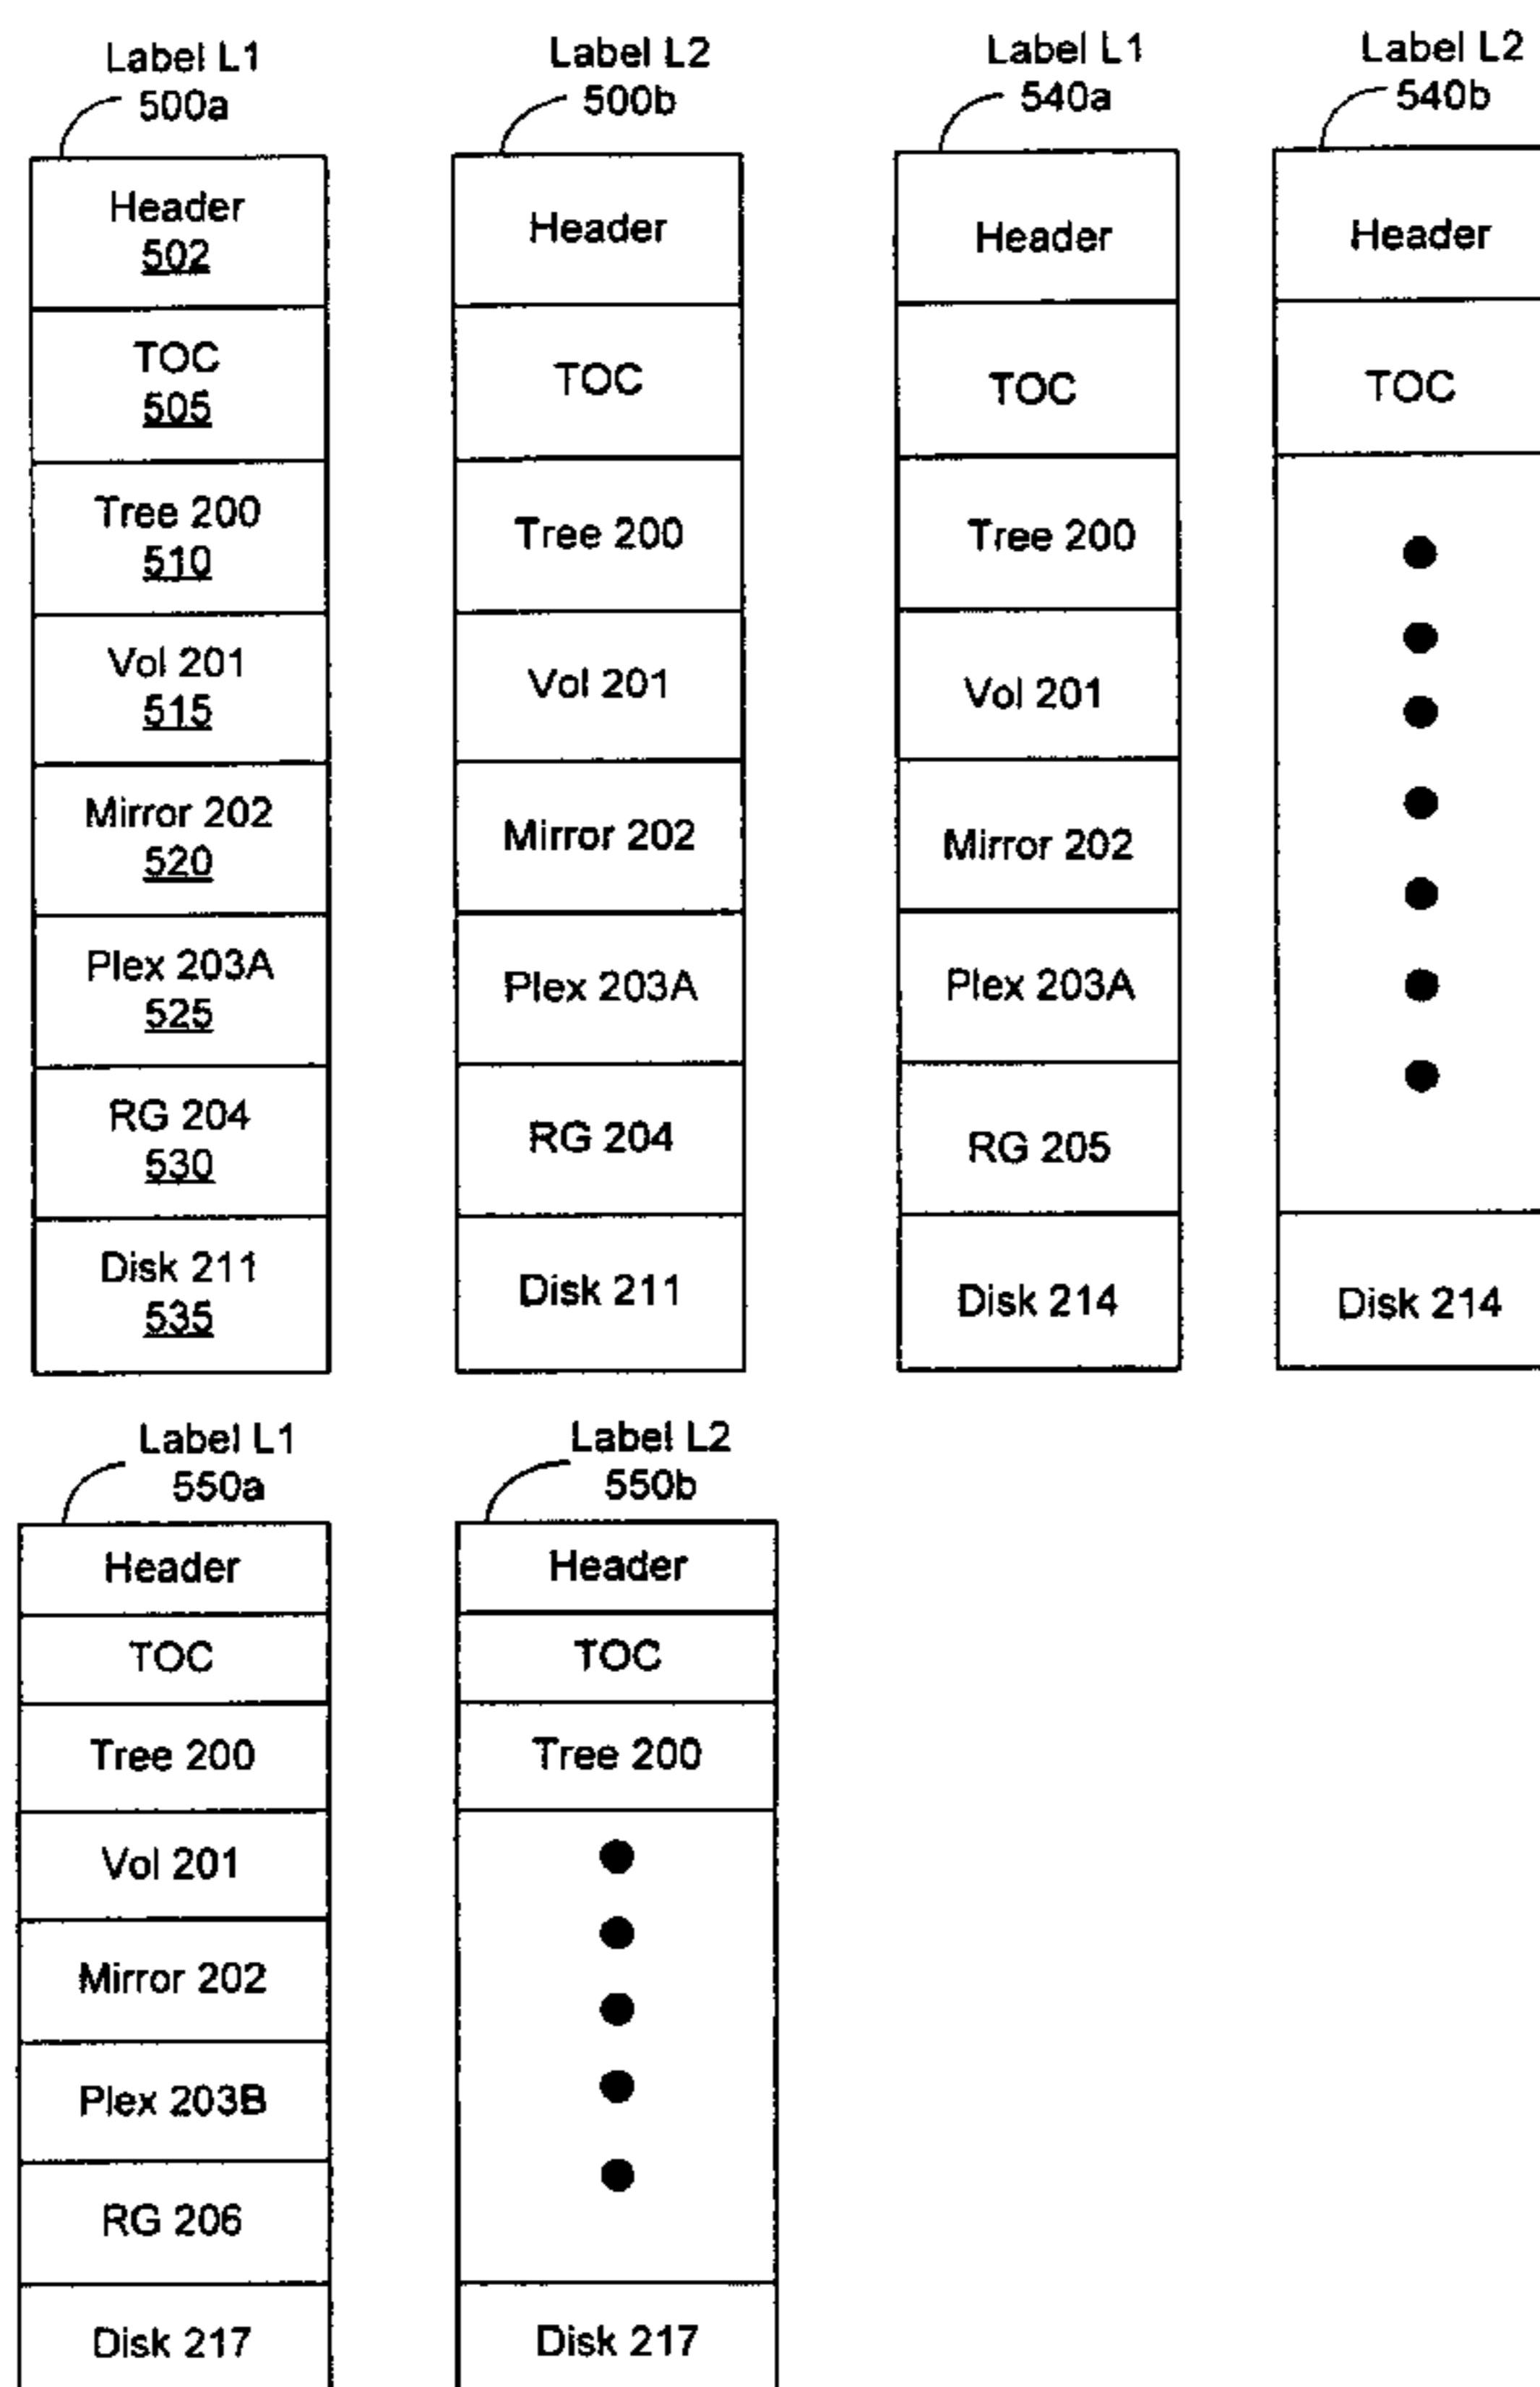 Label L1
500a
Header
502
TOC
505
Tree 200
510
Vol 201
515
Mirror 202
520
Plex 203A
525
RG 204
530
Disk 211
535
Label L2
500b
Header
TOC
Tree 200
Vol 201
Mirror 202
Plex 203A
RG 204
Disk 211
Label L1
540a
Header
TOC
Tree 200
Vol 201
Mirror 202
Plex 203A
RG 205
Disk 214
Label L2
540b
Header
TOC
Disk 214
Label L1
550a
Header
TOC
Tree 200
Vol 201
Mirror 202
Plex 203B
RG 206
Disk 217
Label L2
550b
Header
TOC
Tree 200
Disk 217